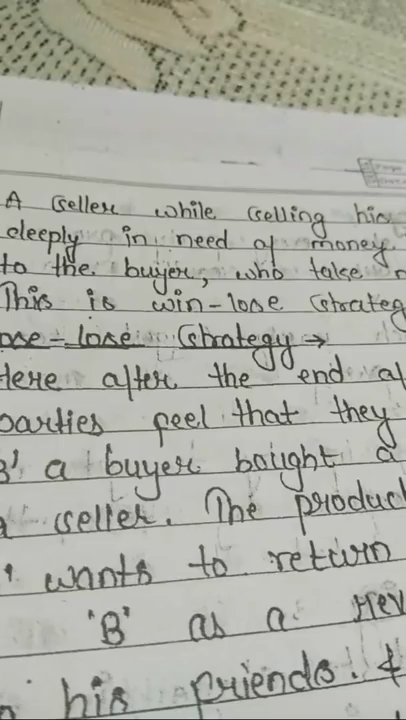 A seller while selling his
deeply in need of money.
to the buyer, who take
This is win-lose
lose - lose Strategy →
Here after the end of
parties feel that they
'B' a buyer bought a
a seller. The product
wants to return
'B' as a
his friends. &